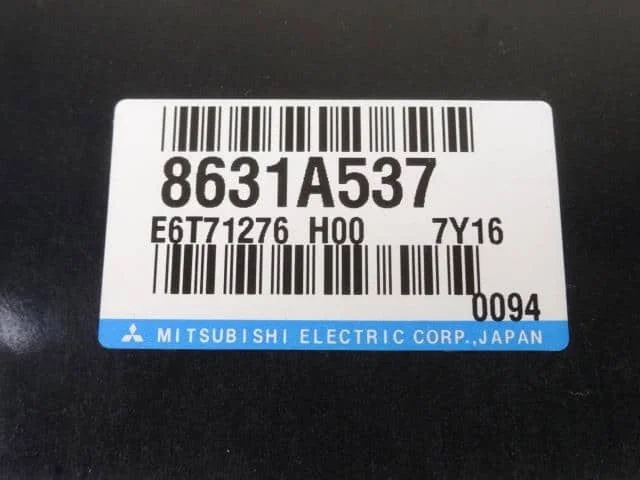 8631A537
E6T71276 H00 7Y16
0094
MITSUBISHI ELECTRIC CORP.,JAPAN